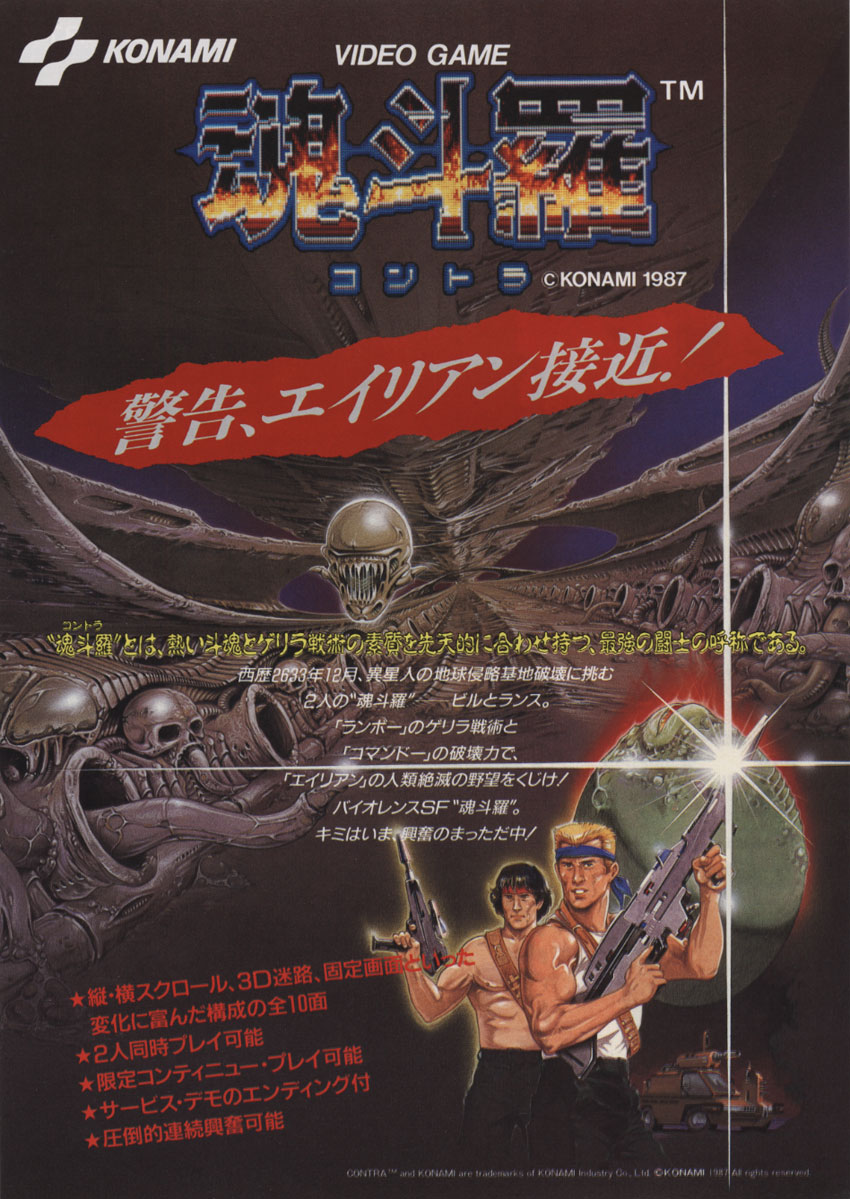 KONAMI
VIDEO GAME
魂斗羅™
コントラ ©KONAMI 1987
警告、エイリアン接近.!
コントラ
"魂斗羅"とは、熱い斗魂とゲリラ戦術の素質を先天的に合わせ持つ、最強の闘士の呼称である。
西歴2633年12月、異星人の地球侵略基地破壊に挑む
2人の"魂斗羅"――ビルとランス。
「ランボー」のゲリラ戦術と
「コマンドー」の破壊力で、
「エイリアン」の人類絶滅の野望をくじけ!
バイオレンスSF"魂斗羅"。
キミはいま、興奮のまっただ中!
★縦・横スクロール、3D迷路、固定画面といった
変化に富んだ構成の全10面
★2人同時プレイ可能
★限定コンティニュー・プレイ可能
★サービス・デモのエンディング付
★圧倒的連続興奮可能
CONTRA™ and KONAMI are trademarks of KONAMI Industry Co., Ltd. ©KONAMI 1987 All rights reserved.